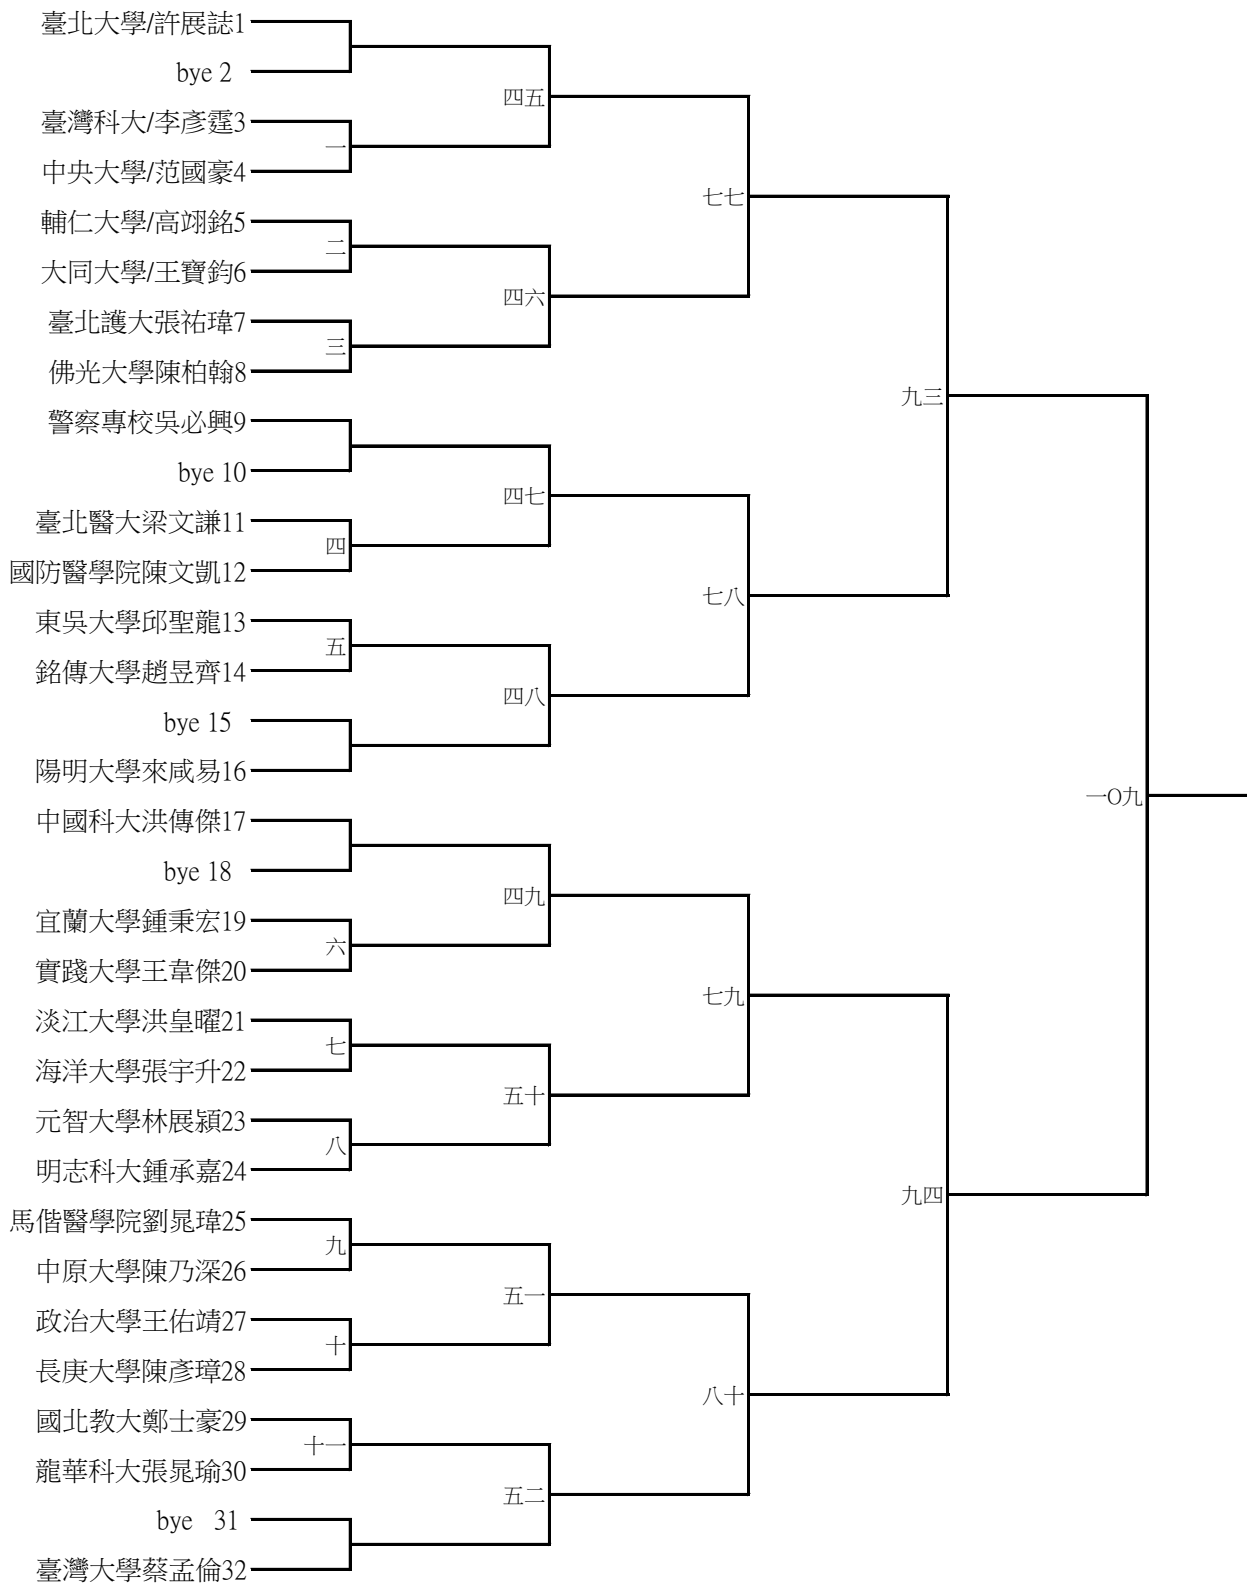 臺北大學/許展誌1
bye 2
四五
臺灣科大/李彥霆3
一
中央大學/范國豪4
七七
輔仁大學/高翊銘5
二
大同大學/王寶鈞6
四六
臺北護大張祐瑋7
三
佛光大學陳柏翰8
九三
警察專校吳必興9
bye 10
四七
臺北醫大梁文謙11
四
國防醫學院陳文凱12
七八
東吳大學邱聖龍13
五
銘傳大學趙昱齊14
四八
bye 15
陽明大學來咸易16
一O九
中國科大洪傳傑17
bye 18
四九
宜蘭大學鍾秉宏19
六
實踐大學王韋傑20
七九
淡江大學洪皇曜21
七
海洋大學張宇升22
五十
元智大學林展潁23
八
明志科大鍾承嘉24
九四
馬偕醫學院劉晁瑋25
九
中原大學陳乃深26
五一
政治大學王佑靖27
十
長庚大學陳彥璋28
八十
國北教大鄭士豪29
十一
龍華科大張晁瑜30
五二
bye 31
臺灣大學蔡孟倫32